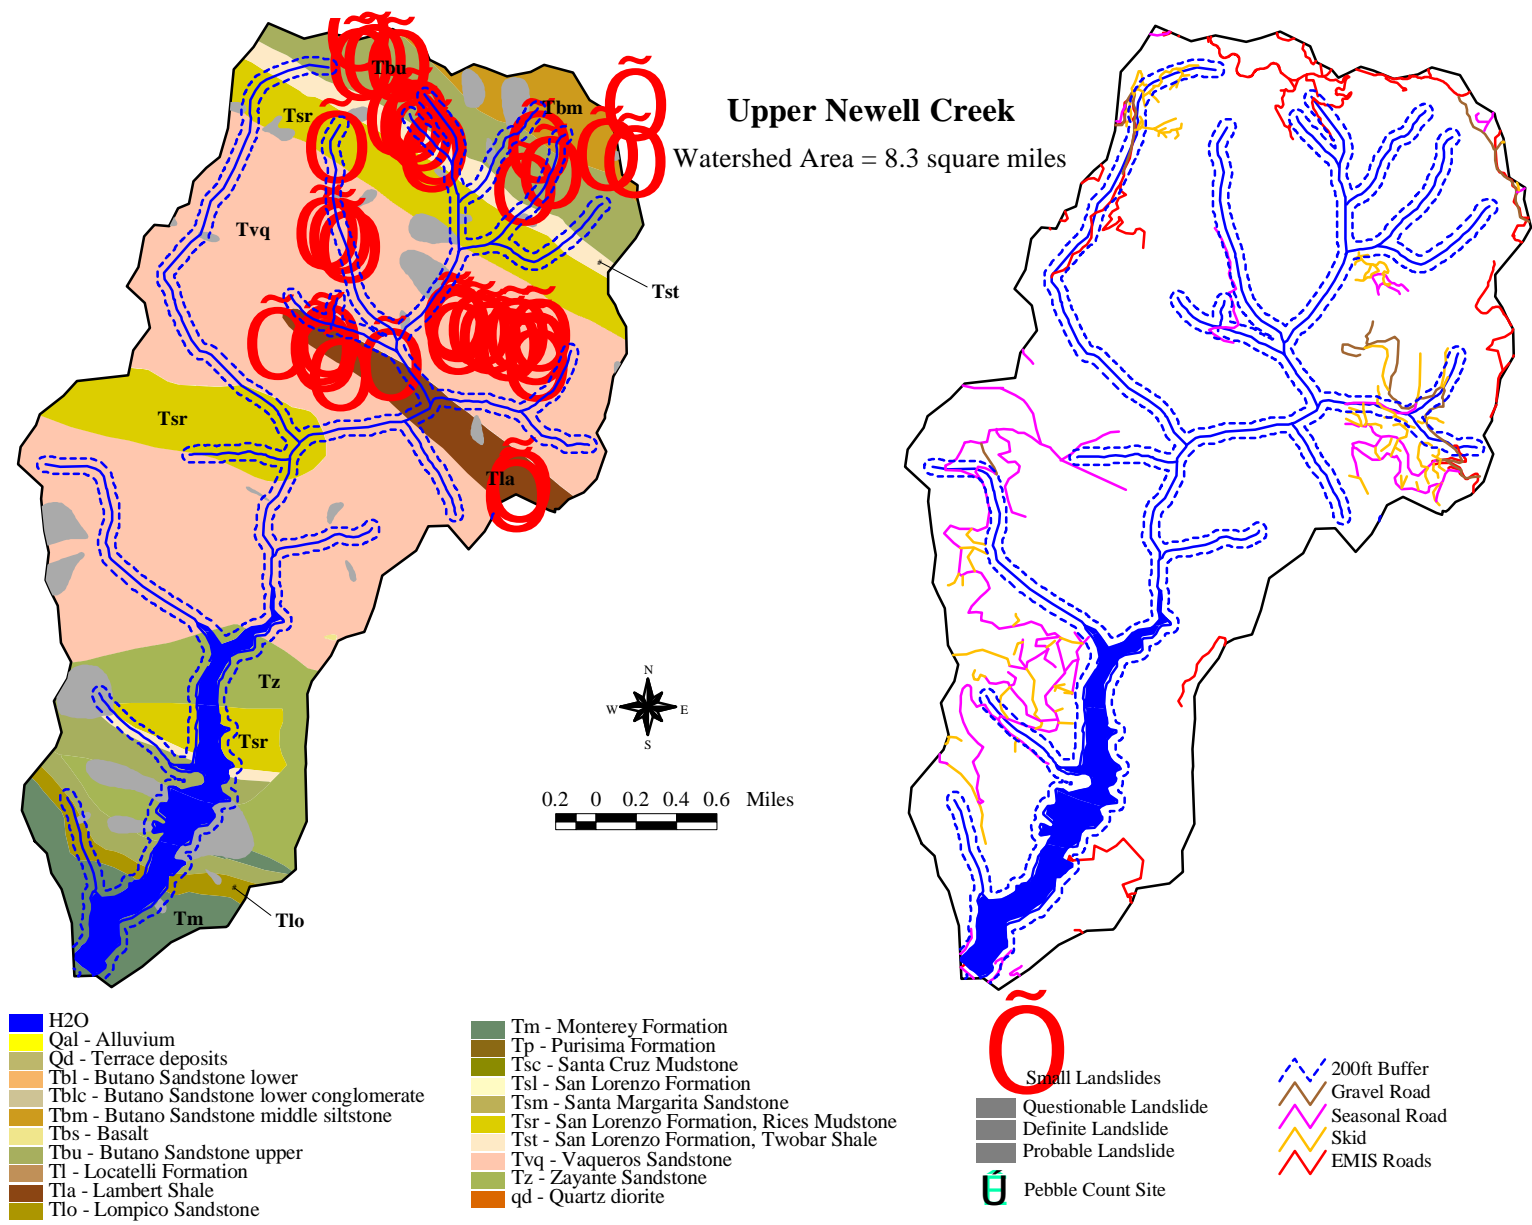 Upper Newell Creek
Watershed Area = 8.3 square miles
Tbu
Tbm
Tsr
Tvq
Tst
Tsr
Tla
Tz
Tsr
Tm
Tlo
N
W E
S
0.2 0 0.2 0.4 0.6 Miles
H2O
Qal - Alluvium
Qd - Terrace deposits
Tbl - Butano Sandstone lower
Tblc - Butano Sandstone lower conglomerate
Tbm - Butano Sandstone middle siltstone
Tbs - Basalt
Tbu - Butano Sandstone upper
Tl - Locatelli Formation
Tla - Lambert Shale
Tlo - Lompico Sandstone
Tm - Monterey Formation
Tp - Purisima Formation
Tsc - Santa Cruz Mudstone
Tsl - San Lorenzo Formation
Tsm - Santa Margarita Sandstone
Tsr - San Lorenzo Formation, Rices Mudstone
Tst - San Lorenzo Formation, Twobar Shale
Tvq - Vaqueros Sandstone
Tz - Zayante Sandstone
qd - Quartz diorite
Õ
Small Landslides
Questionable Landslide
Definite Landslide
Probable Landslide
Pebble Count Site
200ft Buffer
Gravel Road
Seasonal Road
Skid
EMIS Roads